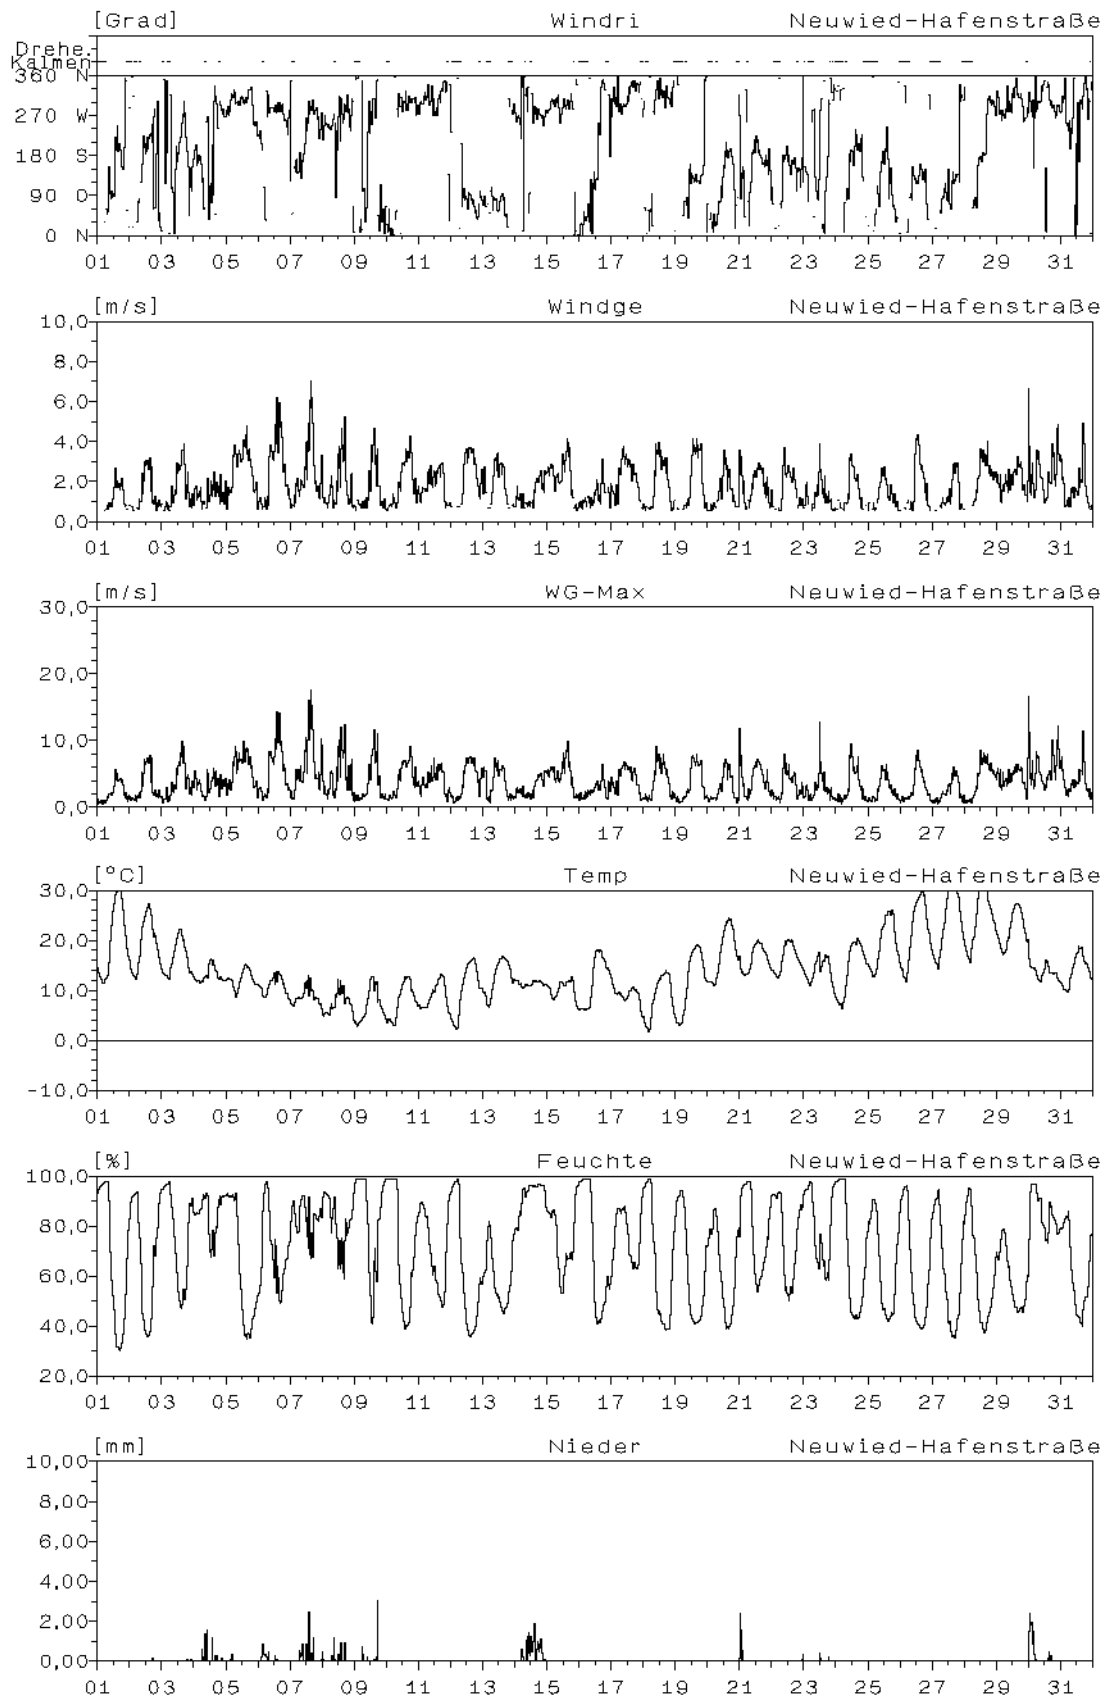 [Grad] Windri Neuwied-Hafenstraße
Drehe.
Kalmen
360 N
270 W
180 S
90 O
0 N
01 03 05 07 09 11 13 15 17 19 21 23 25 27 29 31
[m/s] Windge Neuwied-Hafenstraße
10,0
8,0
6,0
4,0
2,0
0,0
01 03 05 07 09 11 13 15 17 19 21 23 25 27 29 31
[m/s] WG-Max Neuwied-Hafenstraße
30,0
20,0
10,0
0,0
01 03 05 07 09 11 13 15 17 19 21 23 25 27 29 31
[°C] Temp Neuwied-Hafenstraße
30,0
20,0
10,0
0,0
-10,0
01 03 05 07 09 11 13 15 17 19 21 23 25 27 29 31
[%] Feuchte Neuwied-Hafenstraße
100,0
80,0
60,0
40,0
20,0
01 03 05 07 09 11 13 15 17 19 21 23 25 27 29 31
[mm] Nieder Neuwied-Hafenstraße
10,00
8,00
6,00
4,00
2,00
0,00
01 03 05 07 09 11 13 15 17 19 21 23 25 27 29 31